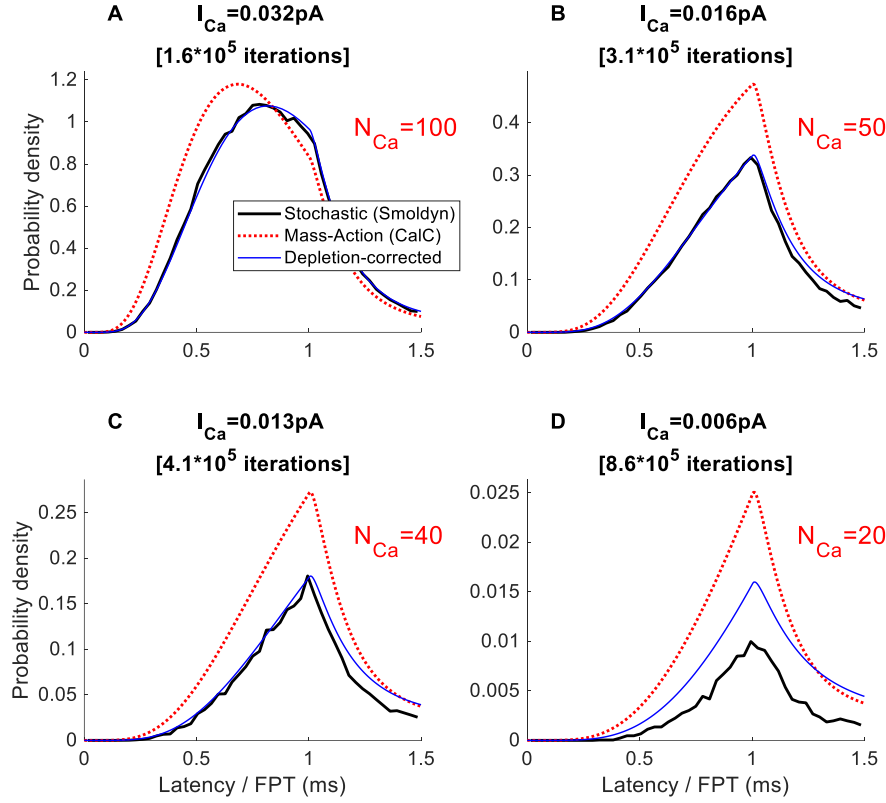 A
I_Ca=0.032pA
[1.6*10^5 iterations]
1.2
1
0.8
0.6
0.4
0.2
0
0
0.5
1
1.5
Probability density
N_Ca=100
Stochastic (Smoldyn)
Mass-Action (CalC)
Depletion-corrected
B
I_Ca=0.016pA
[3.1*10^5 iterations]
0.4
0.3
0.2
0.1
0
0
0.5
1
1.5
N_Ca=50
C
I_Ca=0.013pA
[4.1*10^5 iterations]
0.25
0.2
0.15
0.1
0.05
0
0
0.5
1
1.5
Probability density
Latency / FPT (ms)
N_Ca=40
D
I_Ca=0.006pA
[8.6*10^5 iterations]
0.025
0.02
0.015
0.01
0.005
0
0
0.5
1
1.5
Latency / FPT (ms)
N_Ca=20